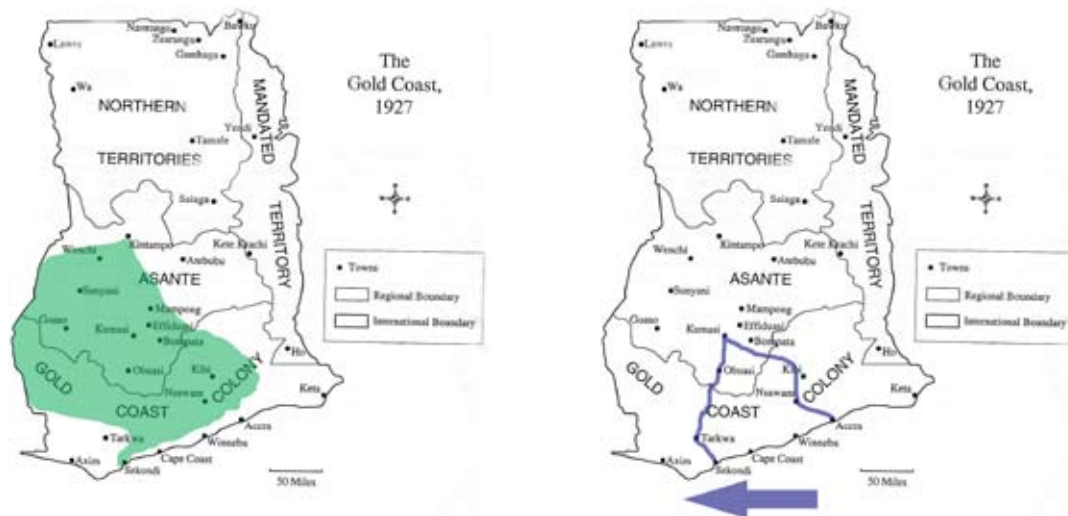 Navrongo
Bawku
Zuarangu
Lawra
Gambaga
The
Gold Coast,
1927
Wa
NORTHERN
MANDATED
Yendi
Tamale
TERRITORIES
Salaga
TERRITORY
Kintampo
Wenchi
Kete Krachi
Atebubu
ASANTE
Towns
Sunyani
Regional Boundary
Mampong
Goaso
Effiduasi
International Boundary
Kumasi
Bompata
Ho
Obuasi
Kibi
GOLD
COLONY
Keta
Nsawam
COAST
Accra
Tarkwa
Winneba
Cape Coast
Axim
Sekondi
50 Miles
Navrongo
Bawku
Zuarangu
Lawra
Gambaga
The
Gold Coast,
1927
Wa
NORTHERN
MANDATED
Yendi
Tamale
TERRITORIES
Salaga
TERRITORY
Kintampo
Wenchi
Kete Krachi
Atebubu
ASANTE
Towns
Sunyani
Regional Boundary
Mampong
Goaso
Effiduasi
International Boundary
Kumasi
Bompata
Ho
Obuasi
Kibi
GOLD
COLONY
Keta
Nsawam
COAST
Accra
Tarkwa
Winneba
Cape Coast
Axim
Sekondi
50 Miles